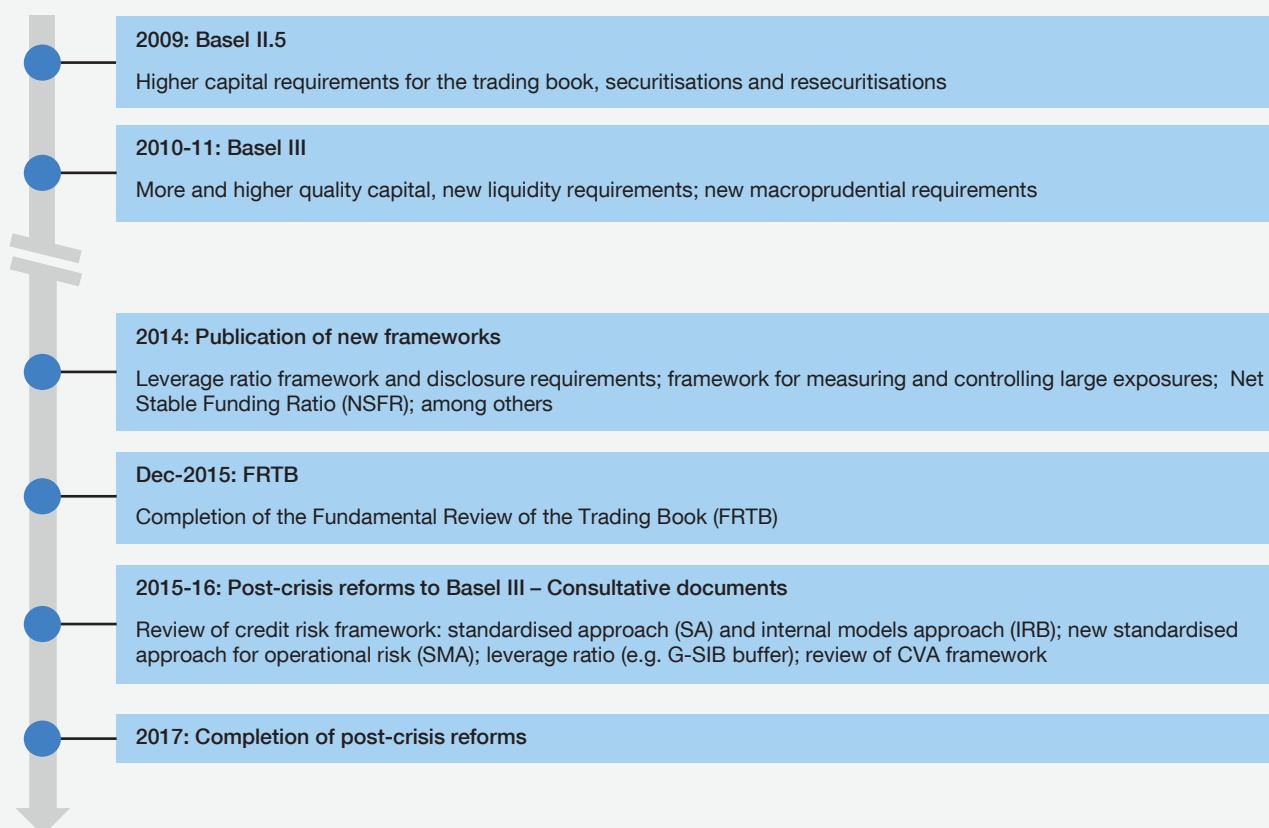 2009: Basel II.5
Higher capital requirements for the trading book, securitisations and resecuritisations
2010-11: Basel III
More and higher quality capital, new liquidity requirements; new macroprudential requirements
2014: Publication of new frameworks
Leverage ratio framework and disclosure requirements; framework for measuring and controlling large exposures; Net
Stable Funding Ratio (NSFR); among others
Dec-2015: FRTB
Completion of the Fundamental Review of the Trading Book (FRTB)
2015-16: Post-crisis reforms to Basel III – Consultative documents
Review of credit risk framework: standardised approach (SA) and internal models approach (IRB); new standardised
approach for operational risk (SMA); leverage ratio (e.g. G-SIB buffer); review of CVA framework
2017: Completion of post-crisis reforms